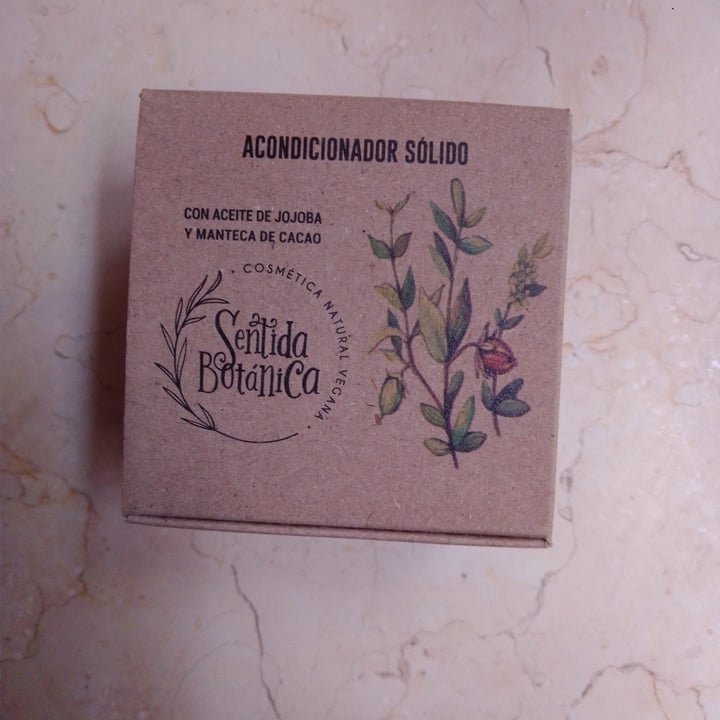 ACONDICIONADOR SÓLIDO
CON ACEITE DE JOJOBA
Y MANTECA DE CACAO
· COSMÉTICA NATURAL VEGANA ·
Sentida
Botánica